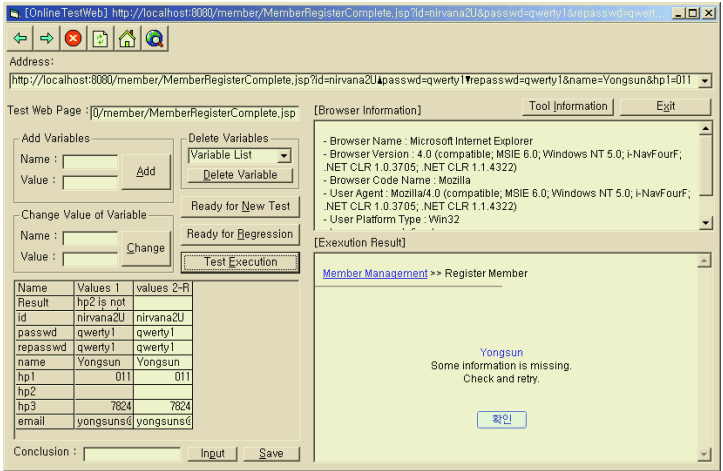 [OnlineTestWeb] http://localhost:8080/member/MemberRegisterComplete.jsp?id=nirvana2U&passwd=qwerty1&repasswd=qwert...
Address:
http://localhost:8080/member/MemberRegisterComplete.jsp?id=nirvana2U&passwd=qwerty1&repasswd=qwerty1&name=Yongsun&hp1=011
Test Web Page : 0/member/MemberRegisterComplete.jsp
Add Variables
Name :
Value :
Add
Delete Variables
Variable List
Delete Variable
Change Value of Variable
Name :
Value :
Change
Ready for New Test
Ready for Regression
Test Execution
Name Values 1 values 2-R
Result hp2 is not
id nirvana2U nirvana2U
passwd qwerty1 qwerty1
repasswd qwerty1 qwerty1
name Yongsun Yongsun
hp1 011 011
hp2
hp3 7824 7824
email yongsuns@ yongsuns@
Conclusion :
Input Save
[Browser Information]
Tool Information
Exit
- Browser Name : Microsoft Internet Explorer
- Browser Version : 4.0 (compatible; MSIE 6.0; Windows NT 5.0; i-NavFourF;
.NET CLR 1.0.3705; .NET CLR 1.1.4322)
- Browser Code Name : Mozilla
- User Agent : Mozilla/4.0 (compatible; MSIE 6.0; Windows NT 5.0; i-NavFourF;
.NET CLR 1.0.3705; .NET CLR 1.1.4322)
- User Platform Type : Win32
[Exexution Result]
Member Management >> Register Member
Yongsun
Some information is missing.
Check and retry.
확인